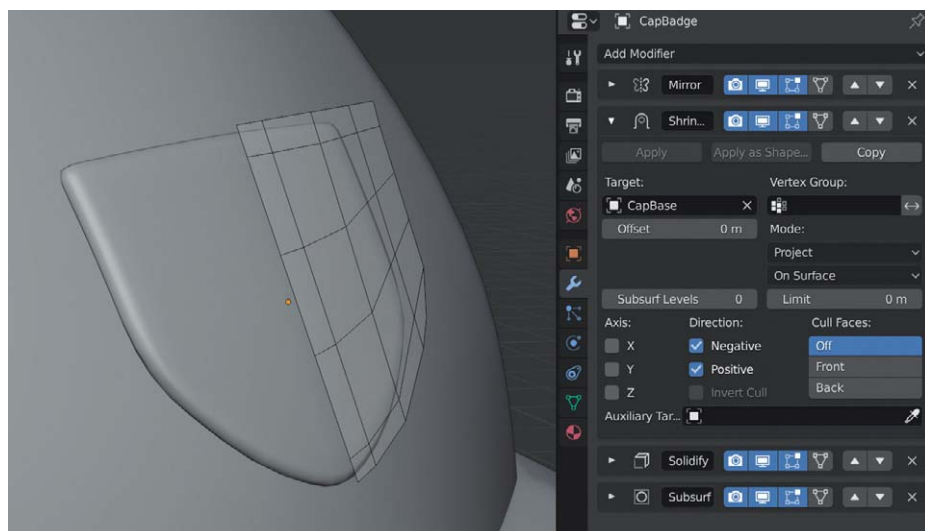 CapBadge
Add Modifier
Mirror
Shrin...
Apply Apply as Shape... Copy
Target: Vertex Group:
CapBase
Offset 0 m Mode:
Project
On Surface
Subsurf Levels 0 Limit 0 m
Axis: Direction: Cull Faces:
X Negative Off
Y Positive Front
Z Invert Cull Back
Auxiliary Tar...
Solidify
Subsurf